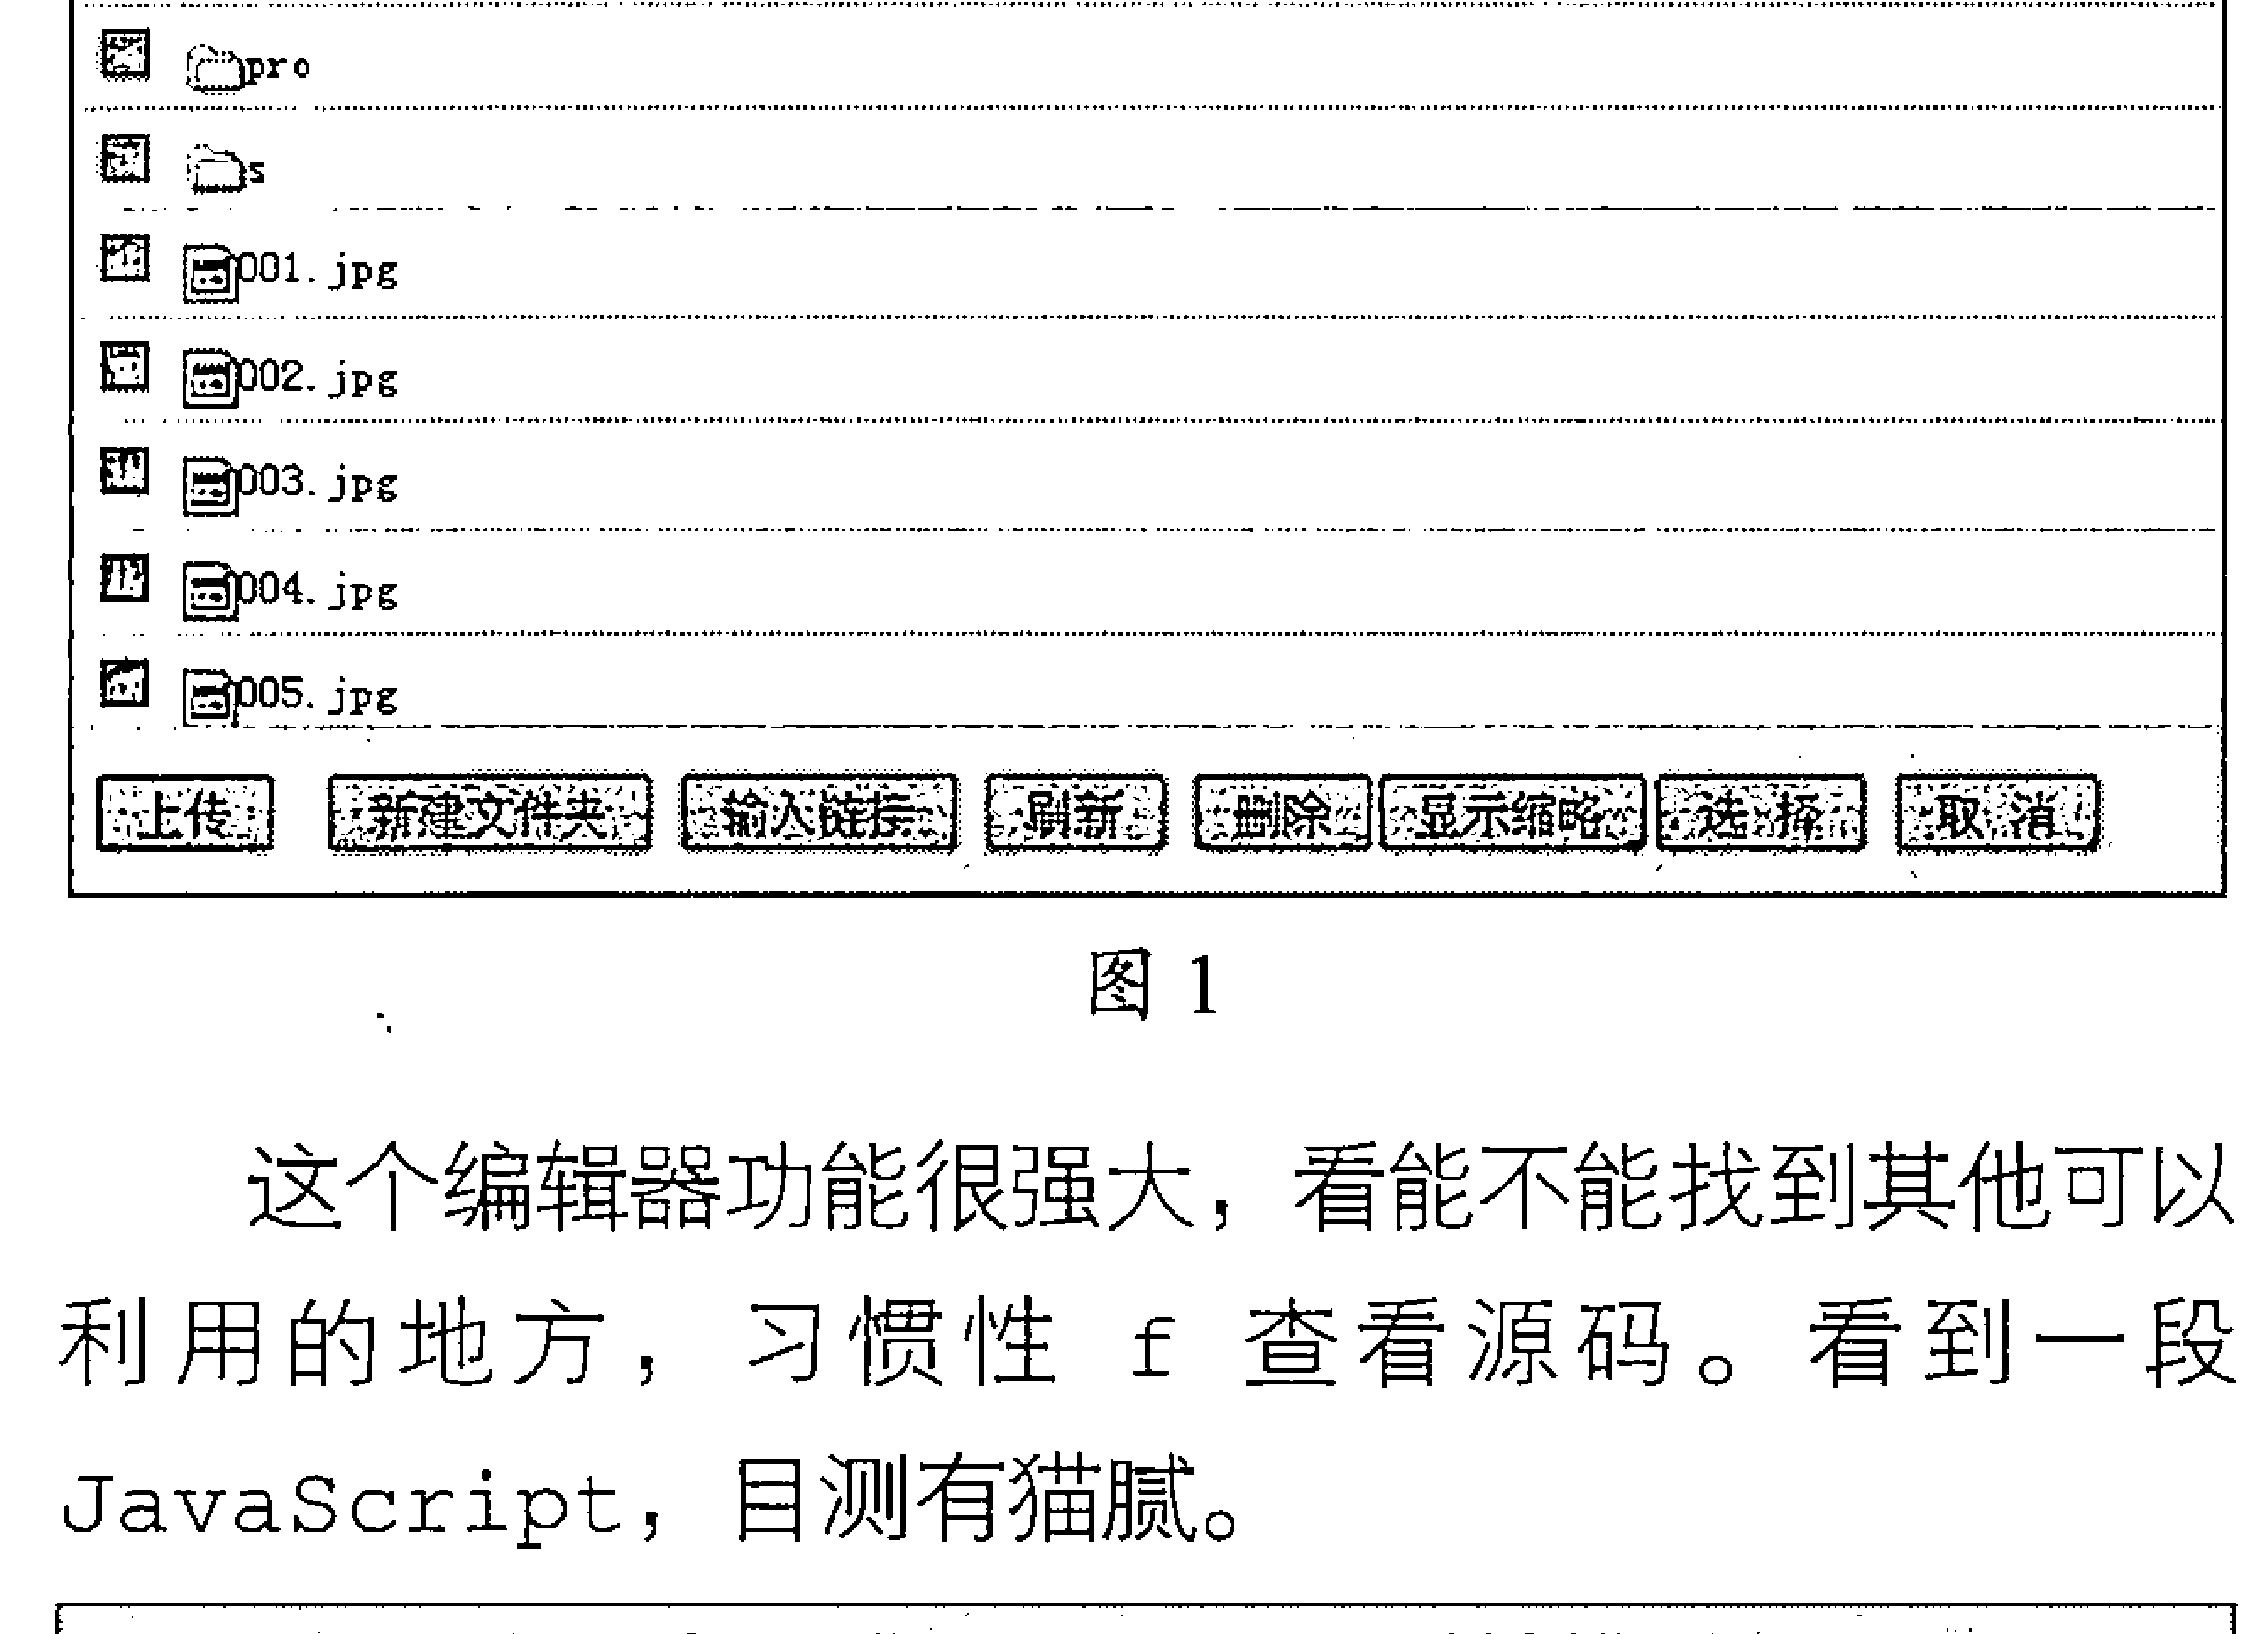 pro
s
001.jpg
002.jpg
003.jpg
004.jpg
005.jpg
上传 新建文件夹 输入链接 刷新 删除 显示缩略 选择 取消
图 1
这个编辑器功能很强大，看能不能找到其他可以
利用的地方，习惯性 f 查看源码。看到一段
JavaScript，目测有猫腻。